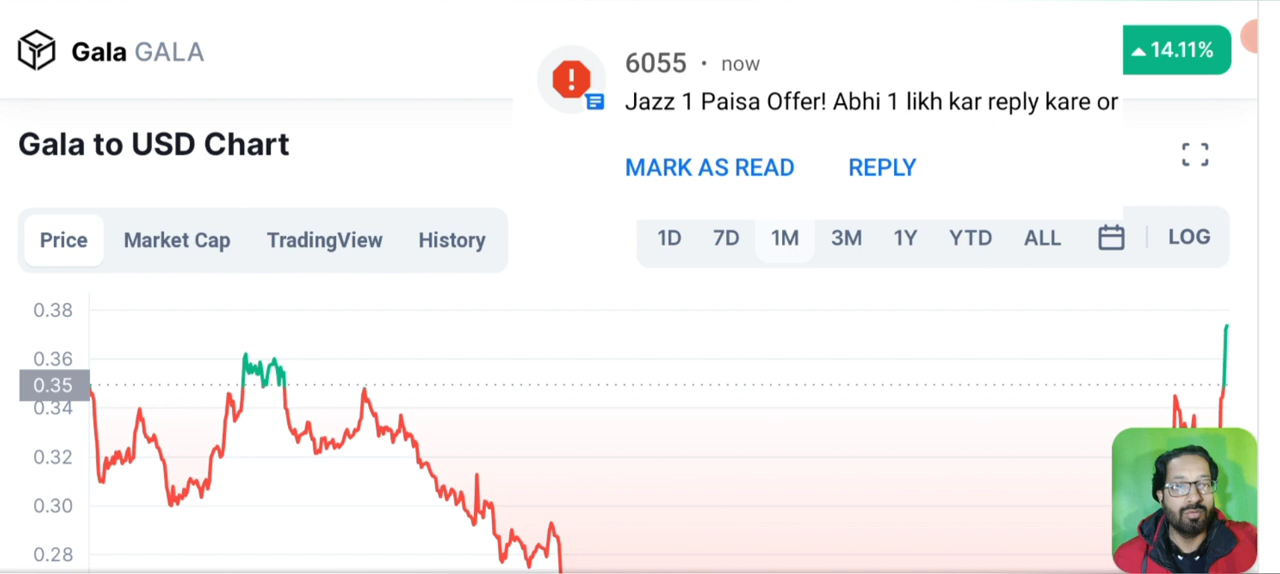 Gala GALA
6055 · now
14.11%
Jazz 1 Paisa Offer! Abhi 1 likh kar reply kare or
Gala to USD Chart
MARK AS READ REPLY
Price Market Cap TradingView History
1D 7D 1M 3M 1Y YTD ALL LOG
0.38
0.36
0.35
0.34
0.32
0.30
0.28